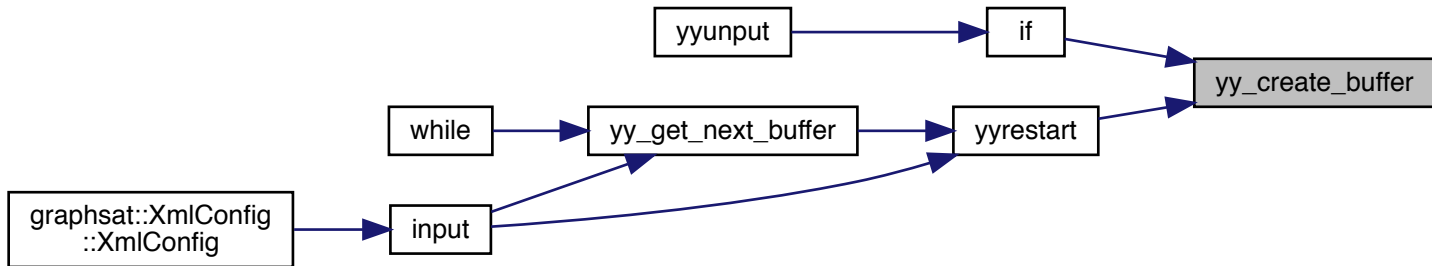 yyunput
if
yy_create_buffer
while
yy_get_next_buffer
yyrestart
graphsat::XmlConfig
::XmlConfig
input